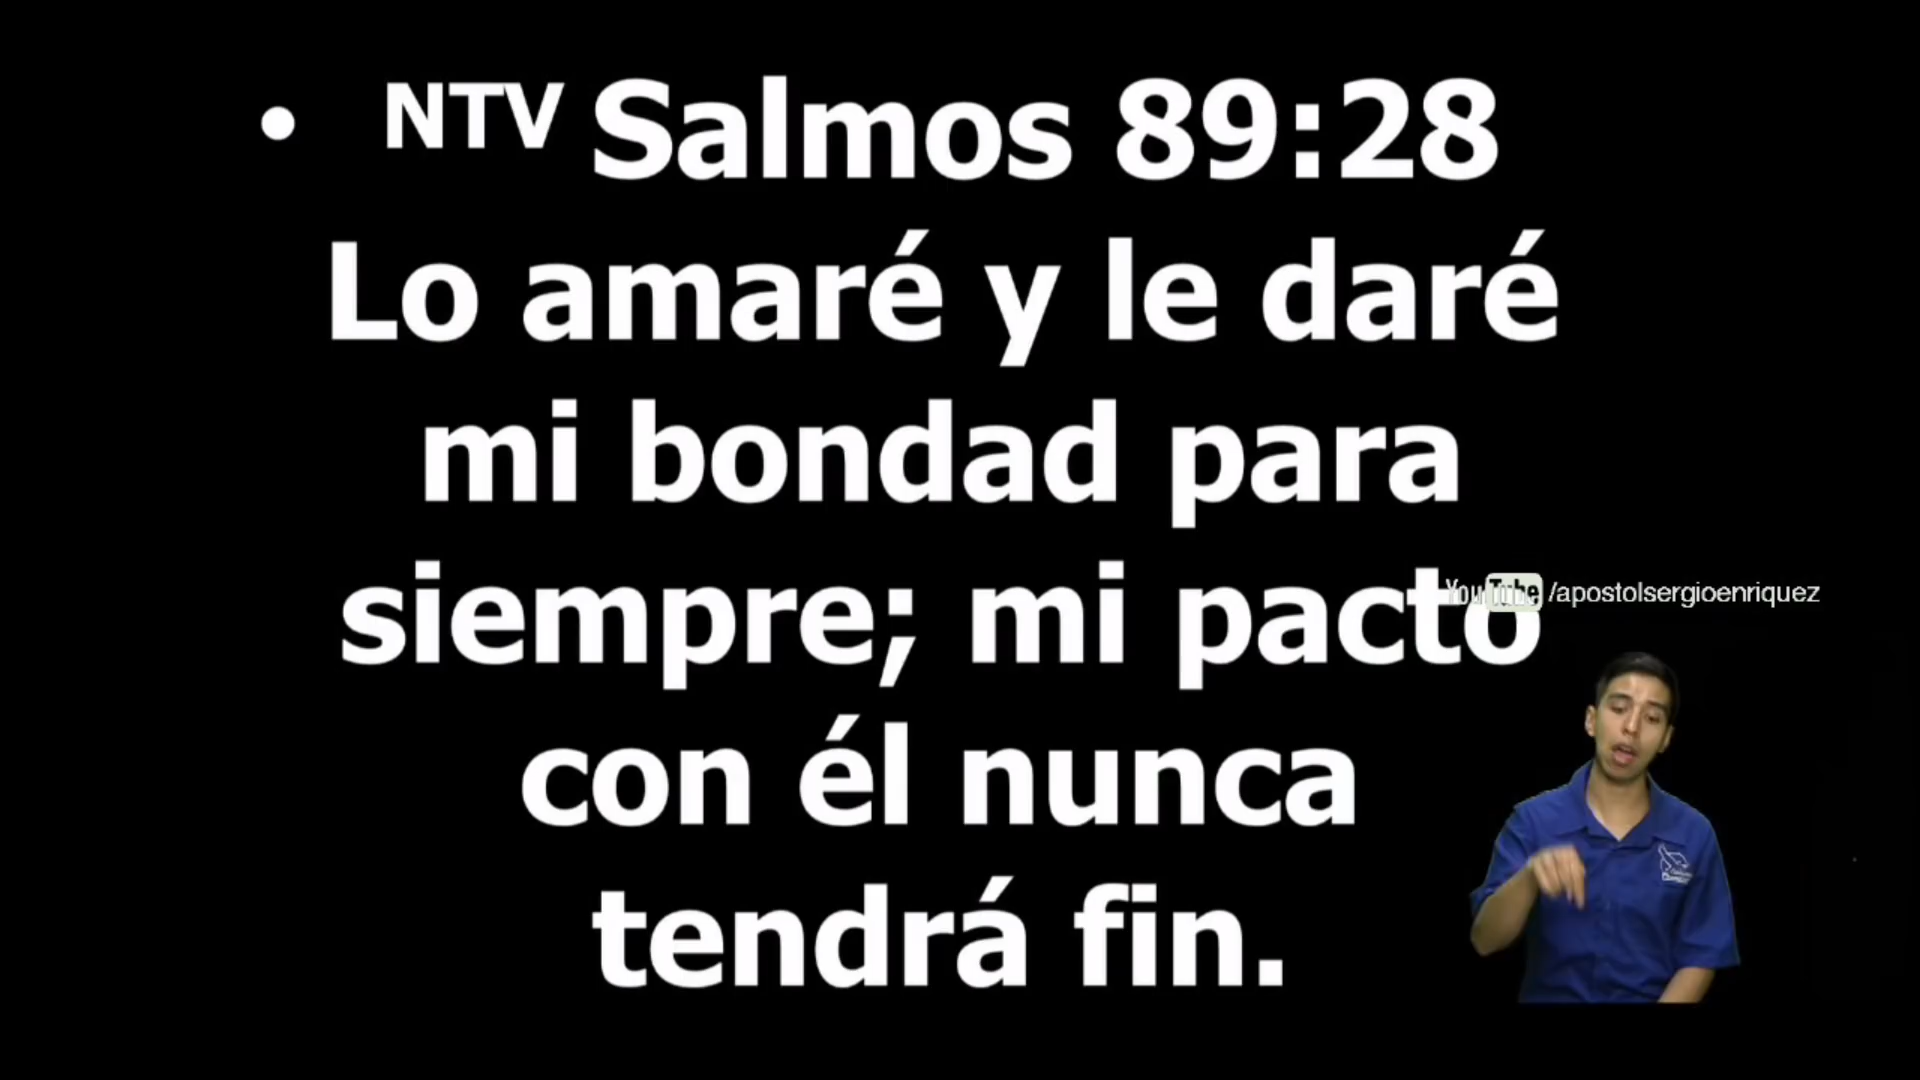 • NTV Salmos 89:28
Lo amaré y le daré
mi bondad para
siempre; mi pacto
con él nunca
tendrá fin.
YouTube /apostolsergioenriquez